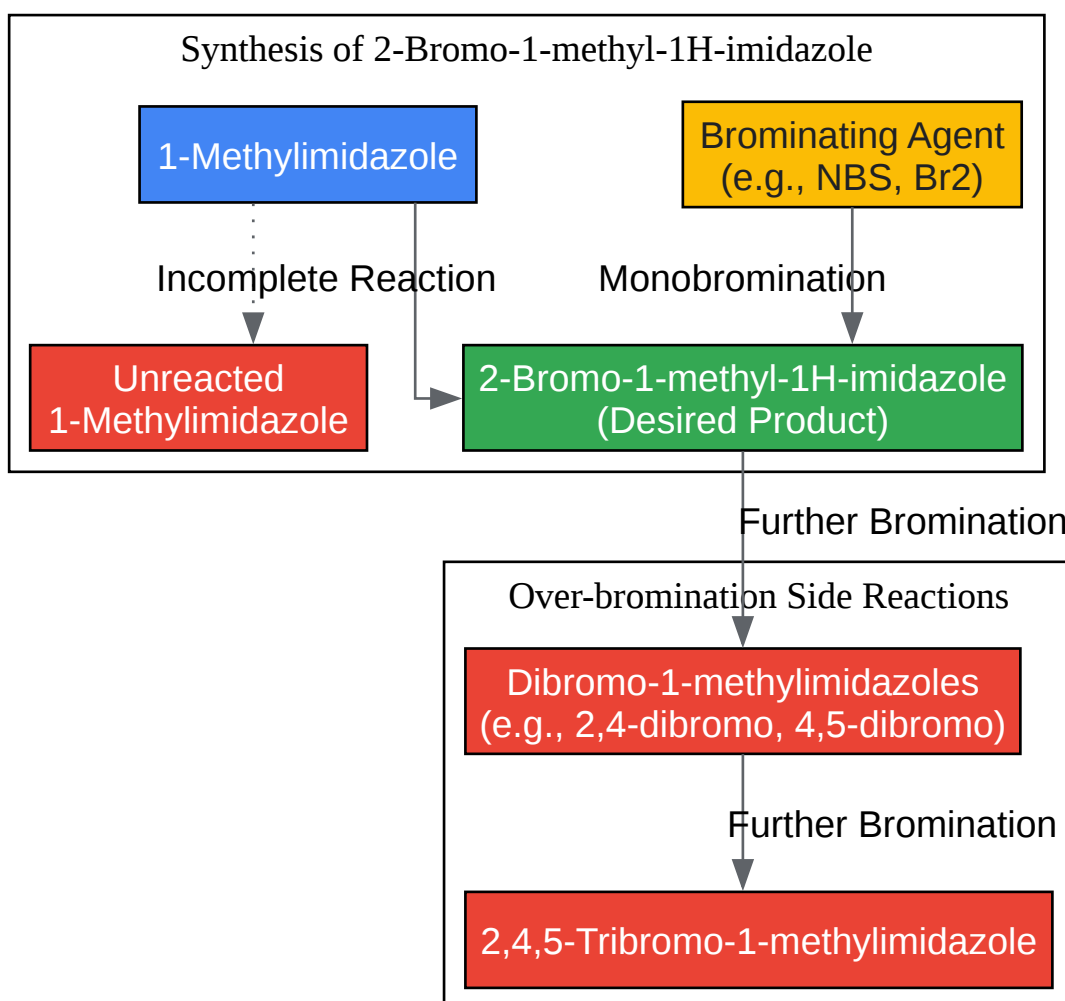 Synthesis of 2-Bromo-1-methyl-1H-imidazole
1-Methylimidazole
Brominating Agent
(e.g., NBS, Br2)
Incomplete Reaction
Monobromination
Unreacted
1-Methylimidazole
2-Bromo-1-methyl-1H-imidazole
(Desired Product)
Further Bromination
Over-bromination Side Reactions
Dibromo-1-methylimidazoles
(e.g., 2,4-dibromo, 4,5-dibromo)
Further Bromination
2,4,5-Tribromo-1-methylimidazole